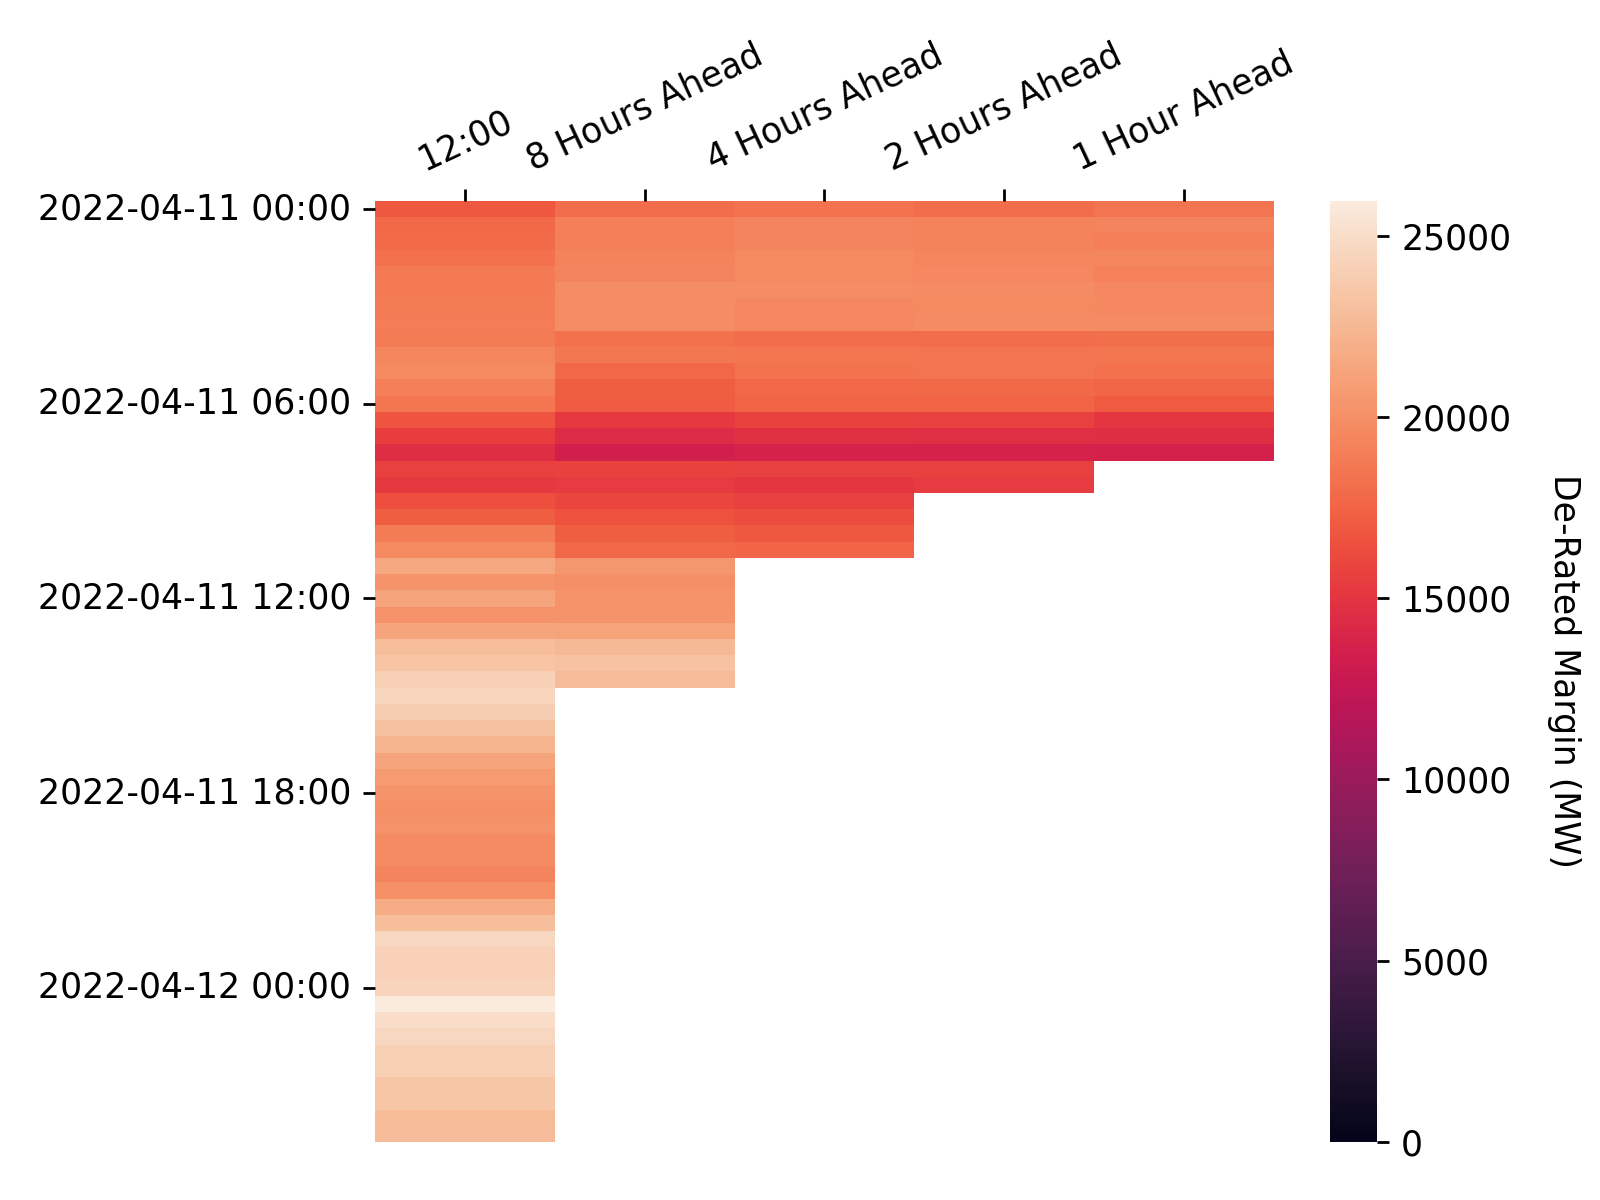 12:00
8 Hours Ahead
4 Hours Ahead
2 Hours Ahead
1 Hour Ahead
2022-04-11 00:00
2022-04-11 06:00
2022-04-11 12:00
2022-04-11 18:00
2022-04-12 00:00
25000
20000
15000
10000
5000
0
De-Rated Margin (MW)